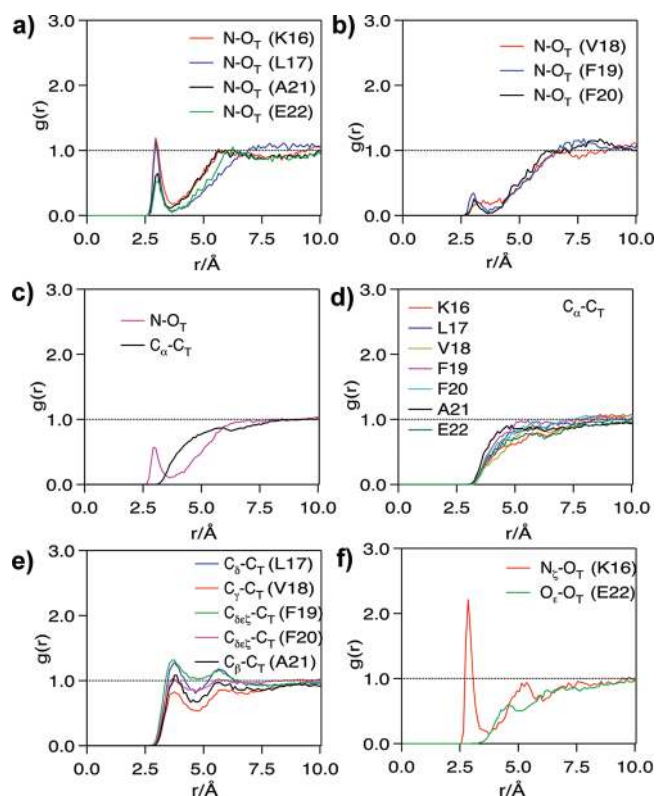 a)
g(r)
3.0
2.0
1.0
0.0
N-O_T (K16)
N-O_T (L17)
N-O_T (A21)
N-O_T (E22)
0.0 2.5 5.0 7.5 10.0
r/Å
b)
g(r)
3.0
2.0
1.0
0.0
N-O_T (V18)
N-O_T (F19)
N-O_T (F20)
0.0 2.5 5.0 7.5 10.0
r/Å
c)
g(r)
3.0
2.0
1.0
0.0
N-O_T
C_α-C_T
0.0 2.5 5.0 7.5 10.0
r/Å
d)
g(r)
3.0
2.0
1.0
0.0
K16
L17
V18
F19
F20
A21
E22
C_α-C_T
0.0 2.5 5.0 7.5 10.0
r/Å
e)
g(r)
3.0
2.0
1.0
0.0
C_δ-C_T (L17)
C_γ-C_T (V18)
C_δεζ-C_T (F19)
C_δεζ-C_T (F20)
C_β-C_T (A21)
0.0 2.5 5.0 7.5 10.0
r/Å
f)
g(r)
3.0
2.0
1.0
0.0
N_ζ-O_T (K16)
O_ε-O_T (E22)
0.0 2.5 5.0 7.5 10.0
r/Å